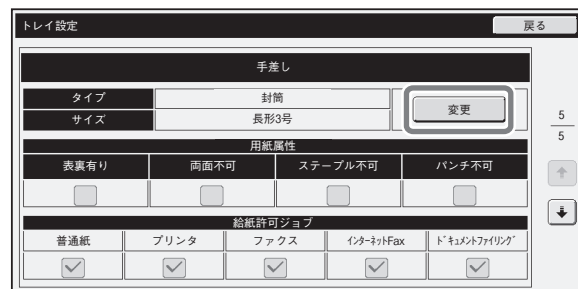 トレイ設定 戻る
手差し
タイプ 封筒
サイズ 長形3号
変更
5
5
用紙属性
表裏有り 両面不可 ステープル不可 パンチ不可
給紙許可ジョブ
普通紙 プリンタ ファクス インターネットFax ドキュメントファイリング